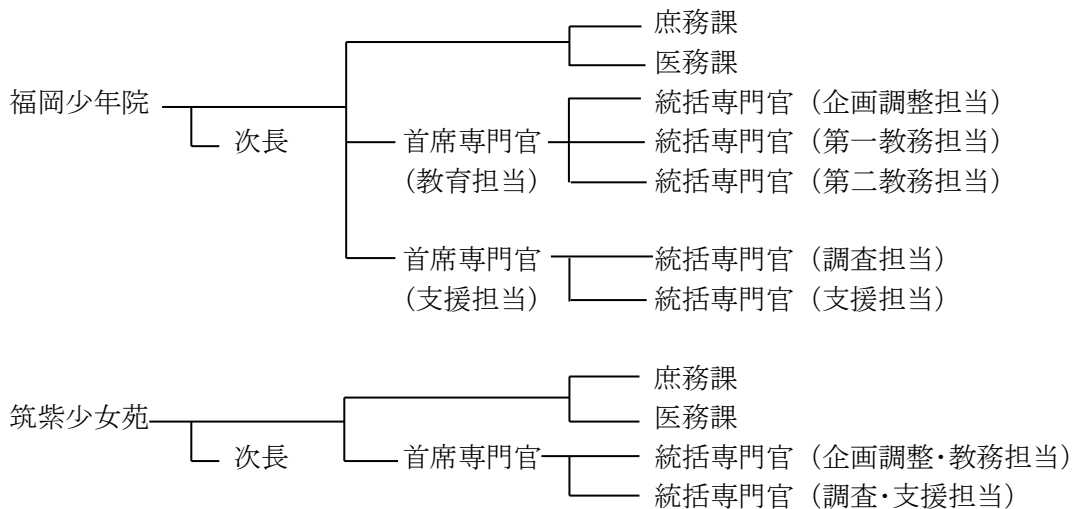 庶務課
医務課
福岡少年院
統括専門官（企画調整担当）
次長 首席専門官 統括専門官（第一教務担当）
（教育担当） 統括専門官（第二教務担当）
首席専門官 統括専門官（調査担当）
（支援担当） 統括専門官（支援担当）
庶務課
筑紫少女苑 医務課
次長 首席専門官 統括専門官（企画調整・教務担当）
統括専門官（調査・支援担当）